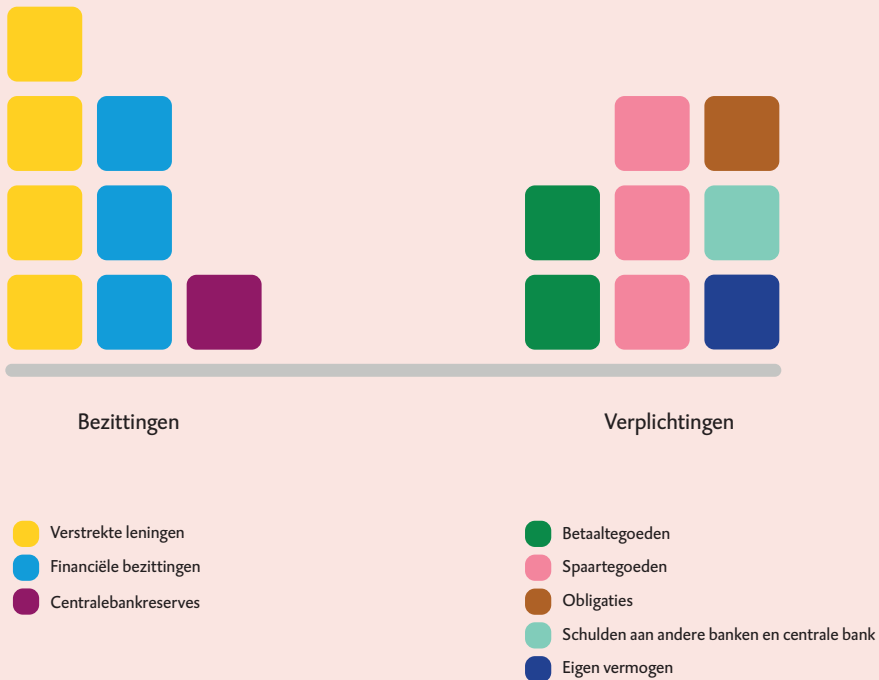 Bezittingen
Verplichtingen
Verstrekte leningen
Financiële bezittingen
Centralebankreserves
Betaaltegoeden
Spaartegoeden
Obligaties
Schulden aan andere banken en centrale bank
Eigen vermogen